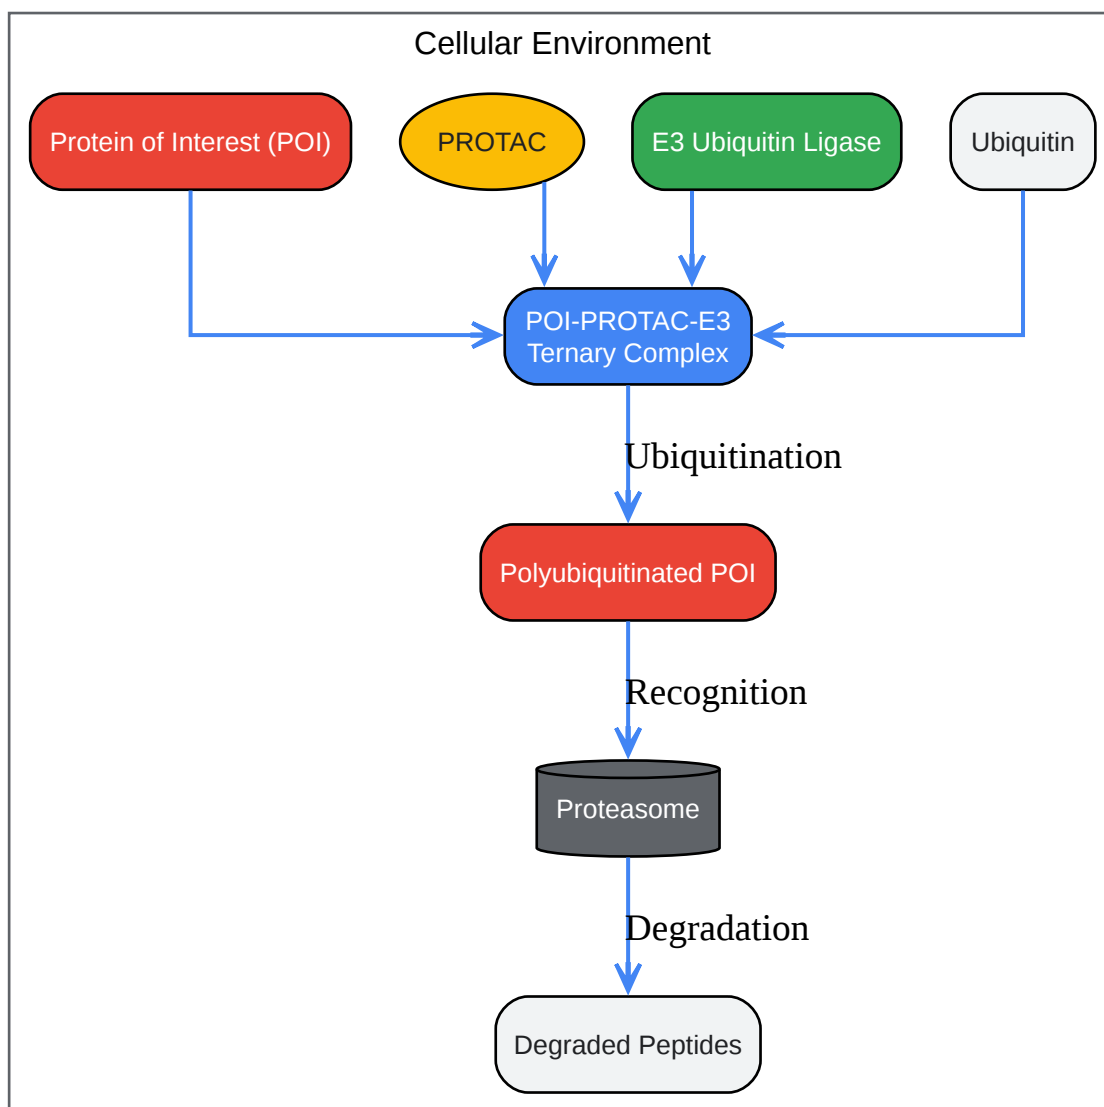 Cellular Environment
Protein of Interest (POI)
PROTAC
E3 Ubiquitin Ligase
Ubiquitin
POI-PROTAC-E3
Ternary Complex
Ubiquitination
Polyubiquitinated POI
Recognition
Proteasome
Degradation
Degraded Peptides